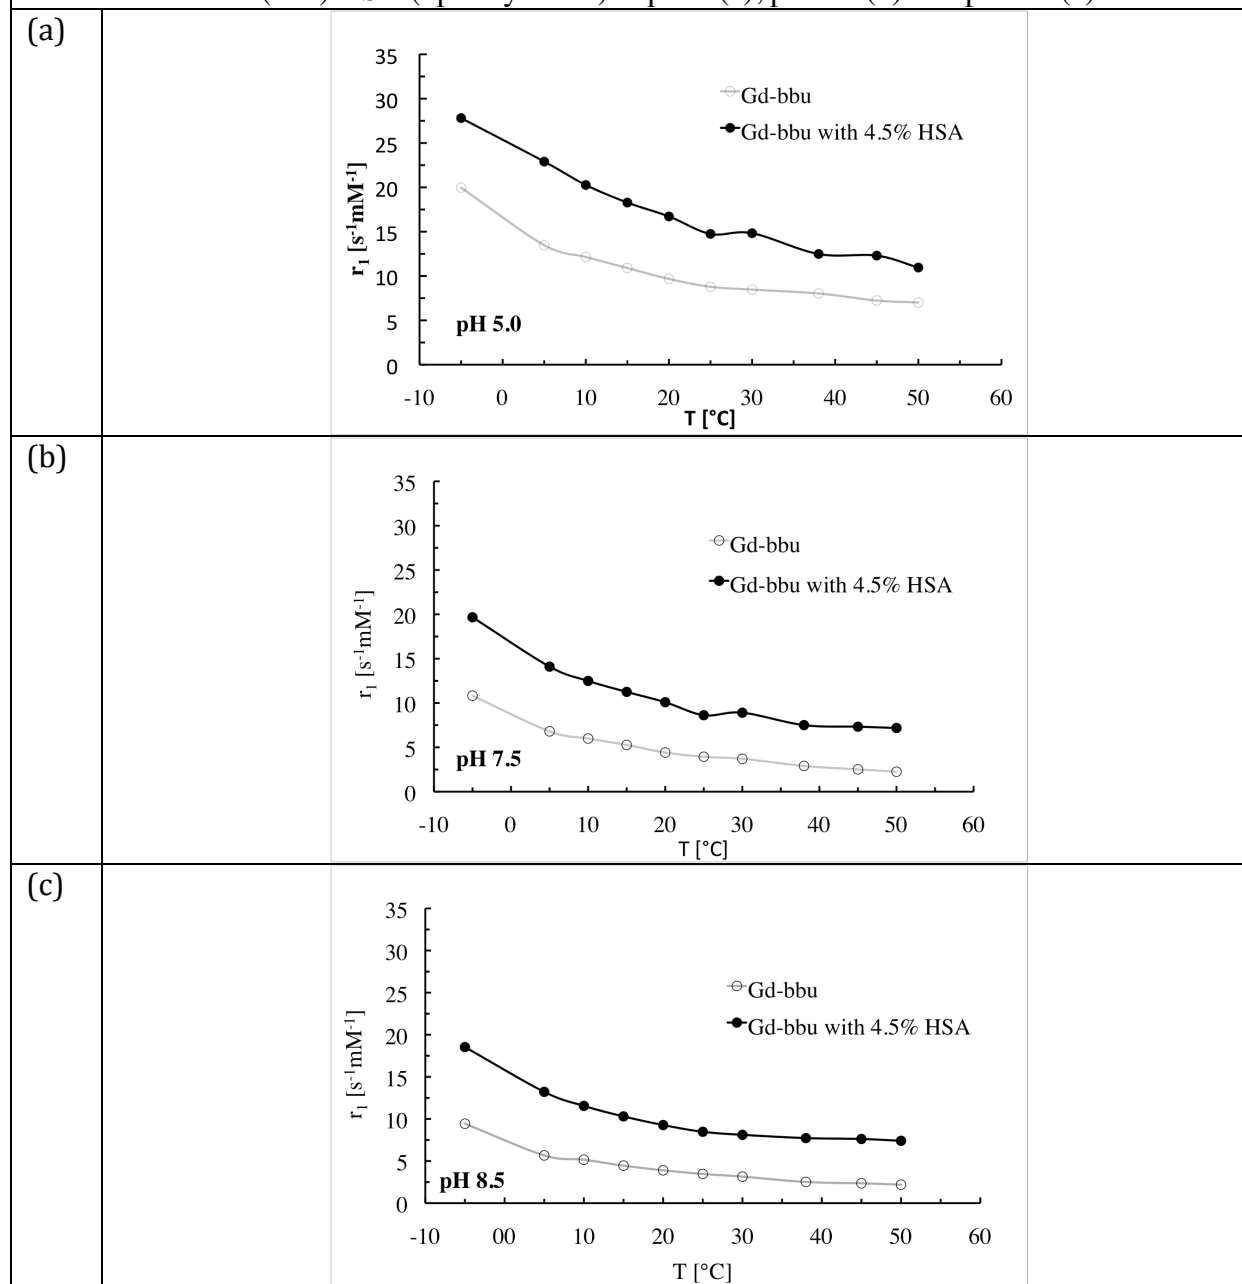 (a)
35
30
25
20
15
10
5
0
r₁ [s⁻¹mM⁻¹]
Gd-bbu
Gd-bbu with 4.5% HSA
pH 5.0
-10 0 10 20 30 40 50 60
T [°C]
(b)
35
30
25
20
15
10
5
0
r₁ [s⁻¹mM⁻¹]
Gd-bbu
Gd-bbu with 4.5% HSA
pH 7.5
-10 0 10 20 30 40 50 60
T [°C]
(c)
35
30
25
20
15
10
5
0
r₁ [s⁻¹mM⁻¹]
Gd-bbu
Gd-bbu with 4.5% HSA
pH 8.5
-10 00 10 20 30 40 50 60
T [°C]